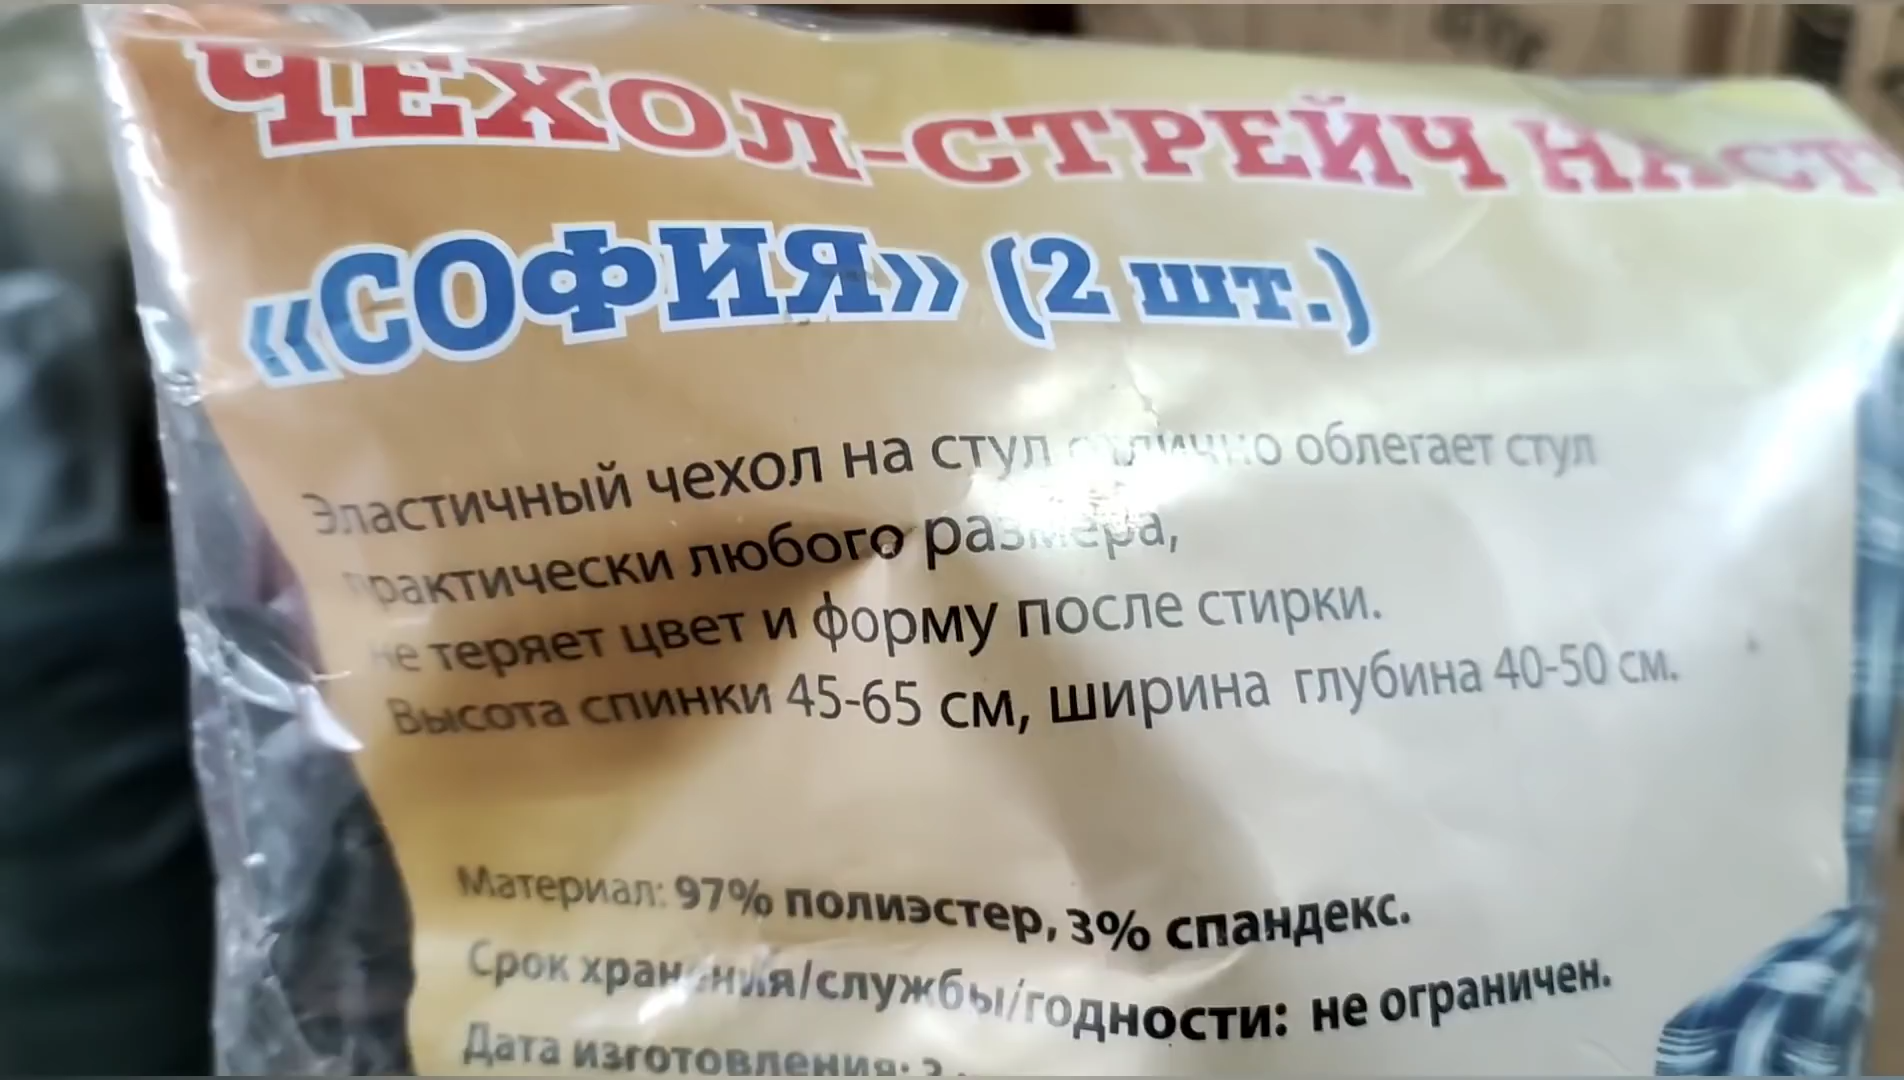 ЧЕХОЛ-СТРЕЙЧ НАСТ
«СОФИЯ» (2 шт.)
Эластичный чехол на стул отлично облегает стул
практически любого размера,
не теряет цвет и форму после стирки.
Высота спинки 45-65 см, ширина глубина 40-50 см.
Материал: 97% полиэстер, 3% спандекс.
Срок хранения/службы/годности: не ограничен.
Дата изготовления: